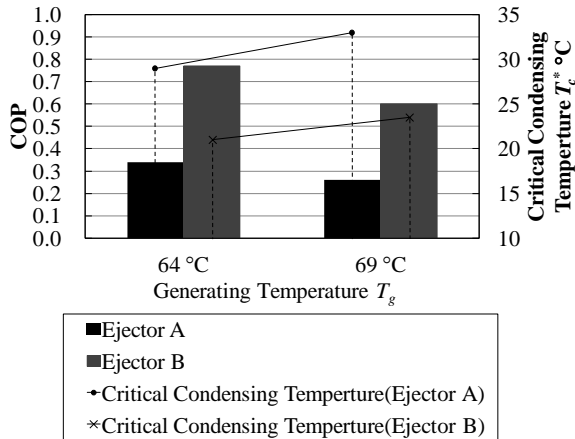 1.0
0.9
0.8
0.7
0.6
0.5
0.4
0.3
0.2
0.1
0.0
COP
35
30
25
20
15
10
Critical Condensing
Temperture T_c^* °C
64 °C
69 °C
Generating Temperature T_g
Ejector A
Ejector B
Critical Condensing Temperture(Ejector A)
Critical Condensing Temperture(Ejector B)